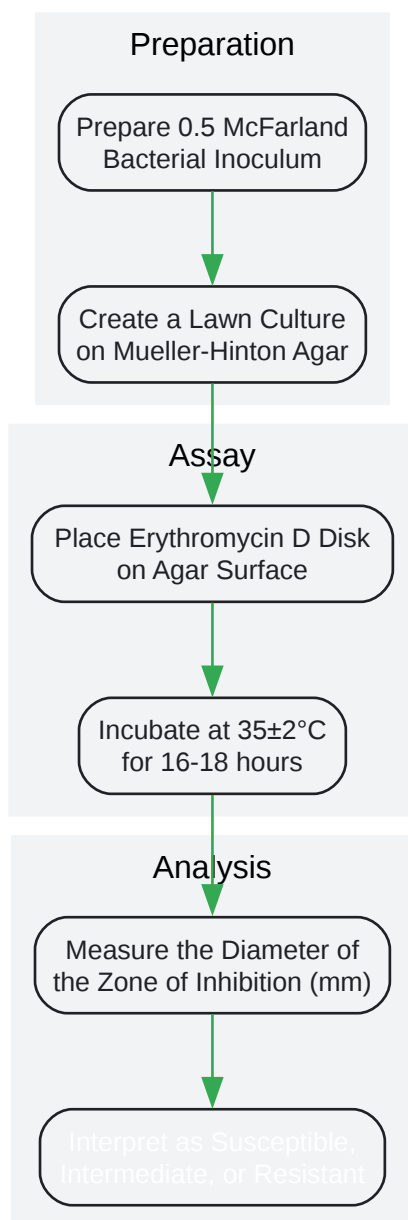 Preparation
Prepare 0.5 McFarland
Bacterial Inoculum
Create a Lawn Culture
on Mueller-Hinton Agar
Assay
Place Erythromycin D Disk
on Agar Surface
Incubate at 35±2°C
for 16-18 hours
Analysis
Measure the Diameter of
the Zone of Inhibition (mm)
Interpret as Susceptible,
Intermediate, or Resistant